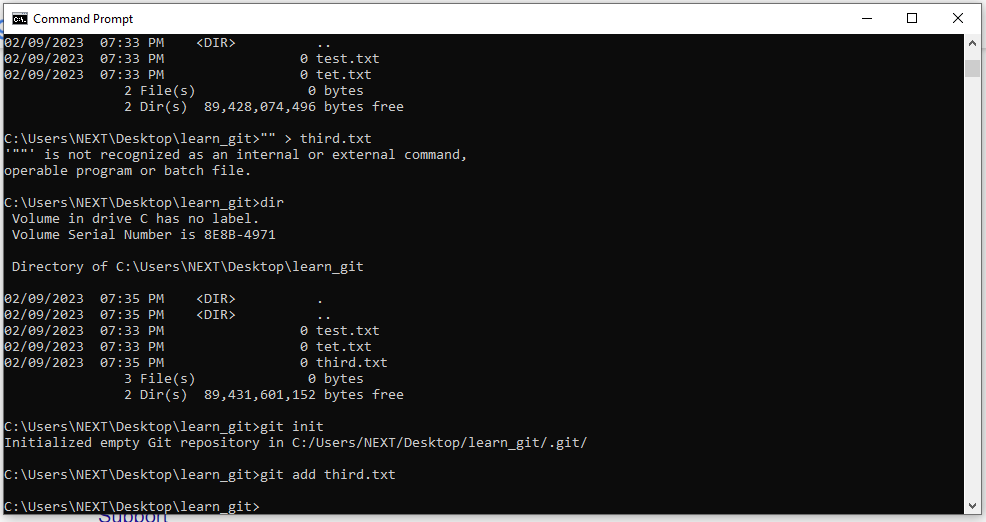 Command Prompt
02/09/2023  07:33 PM    <DIR>          ..
02/09/2023  07:33 PM                 0 test.txt
02/09/2023  07:33 PM                 0 tet.txt
               2 File(s)              0 bytes
               2 Dir(s)  89,428,074,496 bytes free
C:\Users\NEXT\Desktop\learn_git>"" > third.txt
'""' is not recognized as an internal or external command,
operable program or batch file.
C:\Users\NEXT\Desktop\learn_git>dir
 Volume in drive C has no label.
 Volume Serial Number is 8E8B-4971
 Directory of C:\Users\NEXT\Desktop\learn_git
02/09/2023  07:35 PM    <DIR>          .
02/09/2023  07:35 PM    <DIR>          ..
02/09/2023  07:33 PM                 0 test.txt
02/09/2023  07:33 PM                 0 tet.txt
02/09/2023  07:35 PM                 0 third.txt
               3 File(s)              0 bytes
               2 Dir(s)  89,431,601,152 bytes free
C:\Users\NEXT\Desktop\learn_git>git init
Initialized empty Git repository in C:/Users/NEXT/Desktop/learn_git/.git/
C:\Users\NEXT\Desktop\learn_git>git add third.txt
C:\Users\NEXT\Desktop\learn_git>
Support